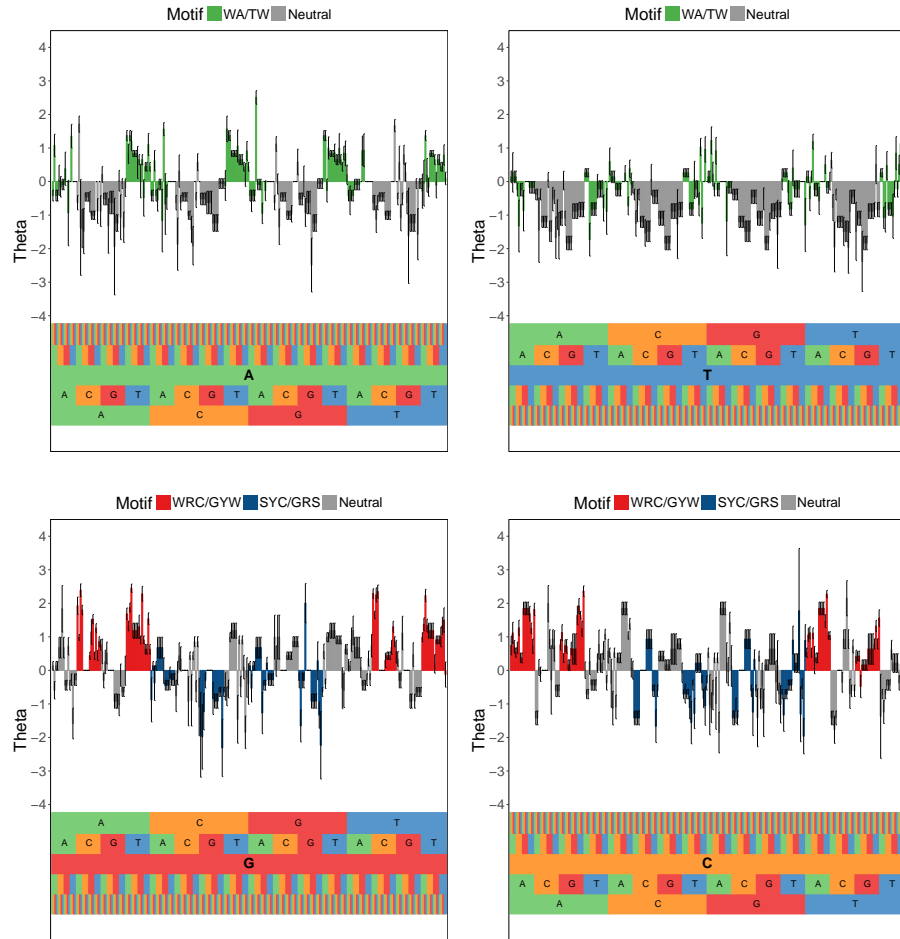 Motif WA/TW Neutral
4
3
2
1
0
−1
−2
−3
−4
Theta
A
A C G T A C G T A C G T A C G T
A C G T
Motif WA/TW Neutral
4
3
2
1
0
−1
−2
−3
−4
Theta
A C G T
A C G T A C G T A C G T A C G T
T
Motif WRC/GYW SYC/GRS Neutral
4
3
2
1
0
−1
−2
−3
−4
Theta
A C G T
A C G T A C G T A C G T A C G T
G
Motif WRC/GYW SYC/GRS Neutral
4
3
2
1
0
−1
−2
−3
−4
Theta
C
A C G T A C G T A C G T A C G T
A C G T